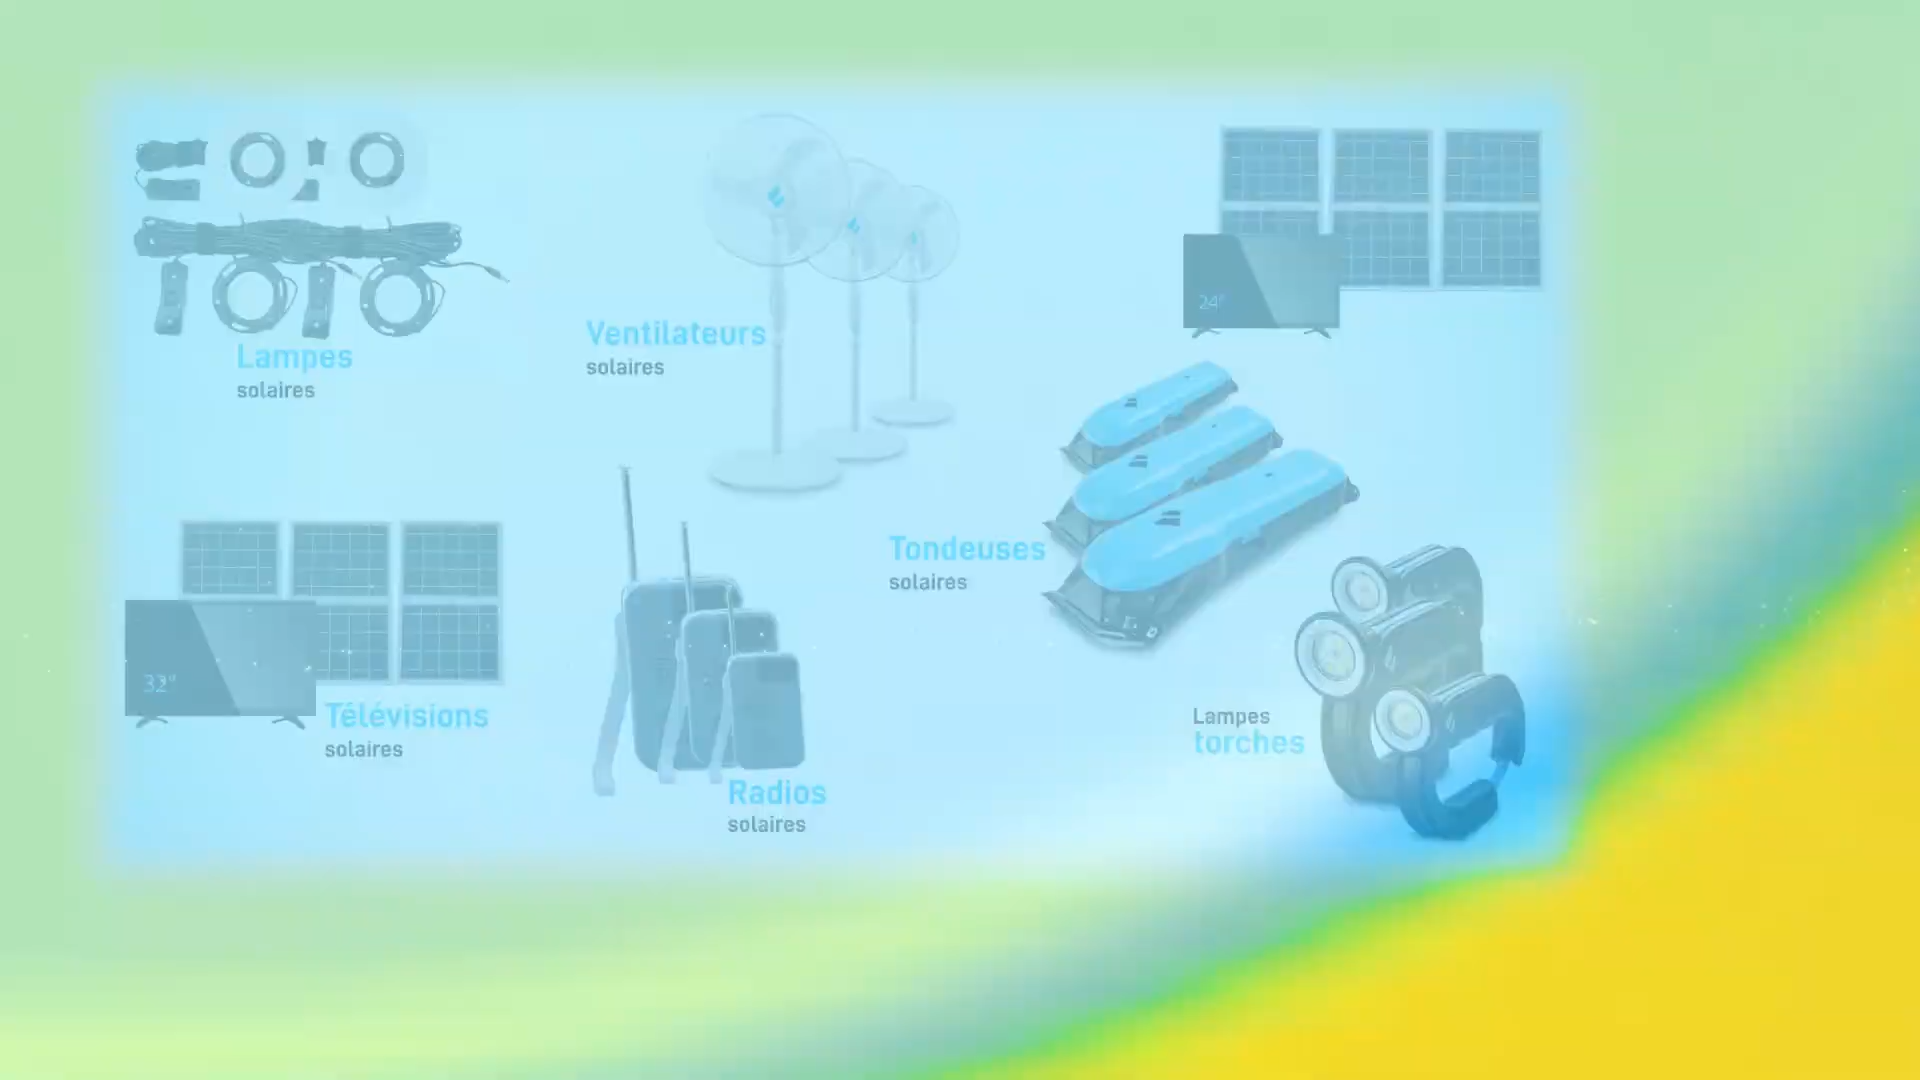 Lampes
solaires
Ventilateurs
solaires
24"
Tondeuses
solaires
32"
Télévisions
solaires
Radios
solaires
Lampes
torches